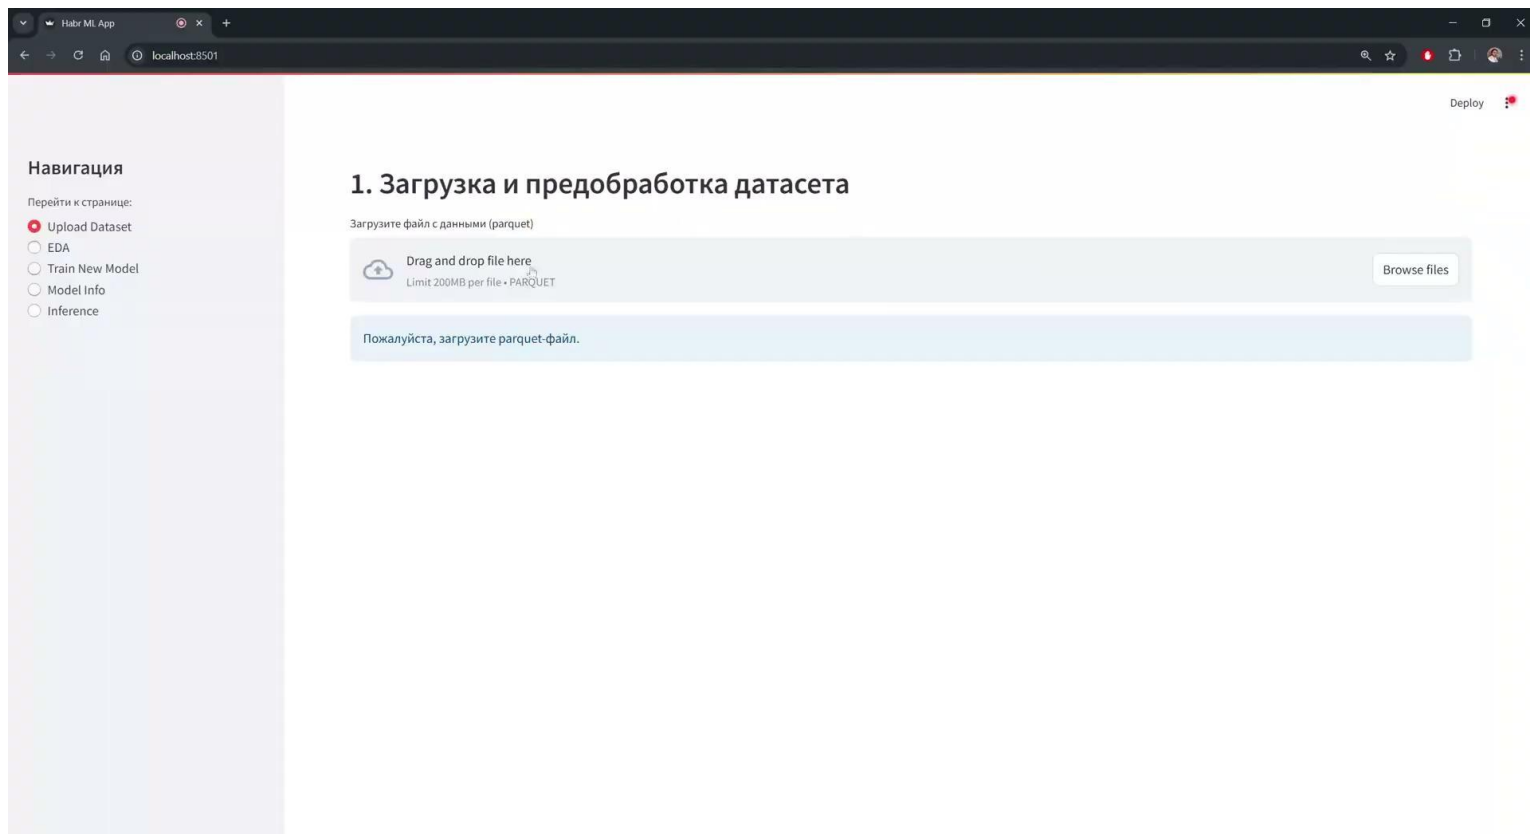 Habr ML App
localhost:8501
Deploy
Навигация
Перейти к странице:
Upload Dataset
EDA
Train New Model
Model Info
Inference
1. Загрузка и предобработка датасета
Загрузите файл с данными (parquet)
Drag and drop file here
Limit 200MB per file • PARQUET
Browse files
Пожалуйста, загрузите parquet-файл.